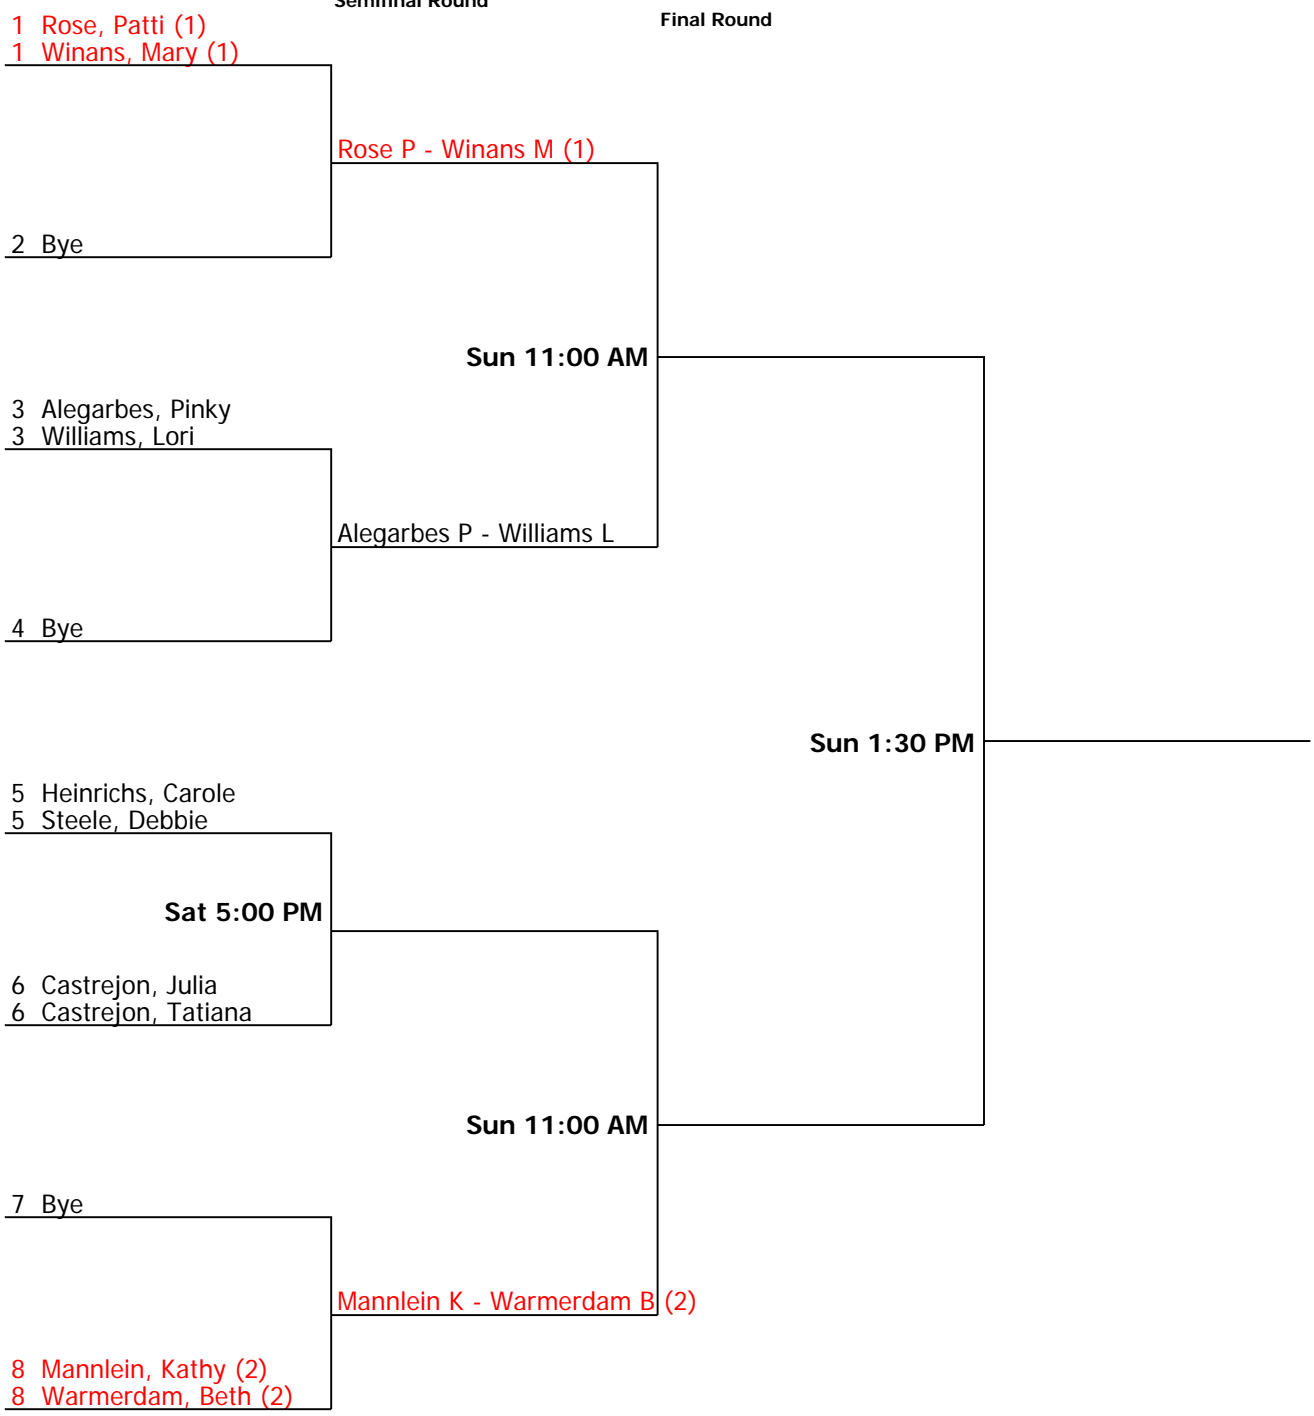 Semifinal Round
Final Round
1 Rose, Patti (1)
1 Winans, Mary (1)
Rose P - Winans M (1)
2 Bye
Sun 11:00 AM
3 Alegarbes, Pinky
3 Williams, Lori
Alegarbes P - Williams L
4 Bye
Sun 1:30 PM
5 Heinrichs, Carole
5 Steele, Debbie
Sat 5:00 PM
6 Castrejon, Julia
6 Castrejon, Tatiana
Sun 11:00 AM
7 Bye
Mannlein K - Warmerdam B (2)
8 Mannlein, Kathy (2)
8 Warmerdam, Beth (2)